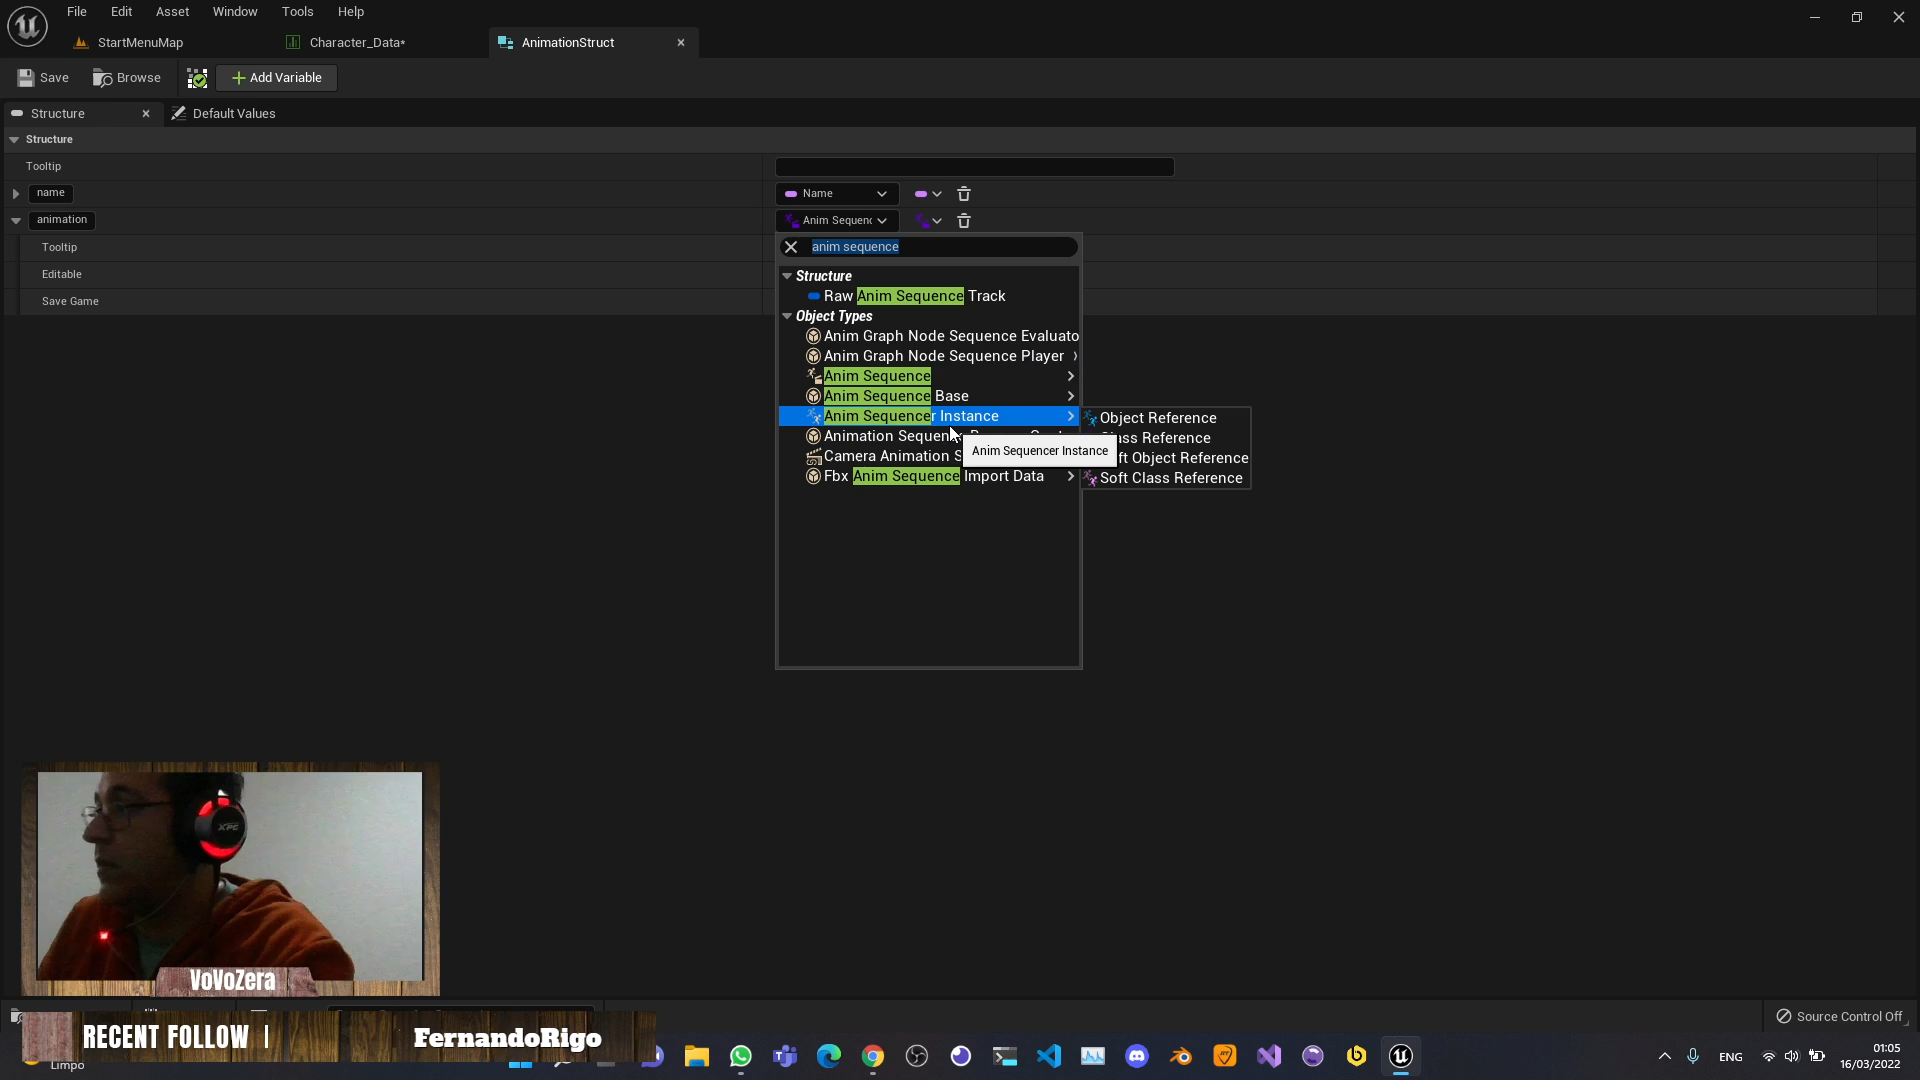 File Edit Asset Window Tools Help
StartMenuMap Character_Data* AnimationStruct
Save Browse Add Variable
Structure Default Values
Structure
Tooltip
name Name
animation Anim Sequenc
Tooltip anim sequence
Editable
Save Game
Structure
Raw Anim Sequence Track
Object Types
Anim Graph Node Sequence Evaluato
Anim Graph Node Sequence Player
Anim Sequence
Anim Sequence Base
Anim Sequencer Instance
Animation
Camera Animation S
Fbx Anim Sequence Import Data
Anim Sequencer Instance
Object Reference
ass Reference
ft Object Reference
Soft Class Reference
XPG
VoVoZera
RECENT FOLLOW | FernandoRigo
Source Control Off
Limpo
ENG
01:05
16/03/2022